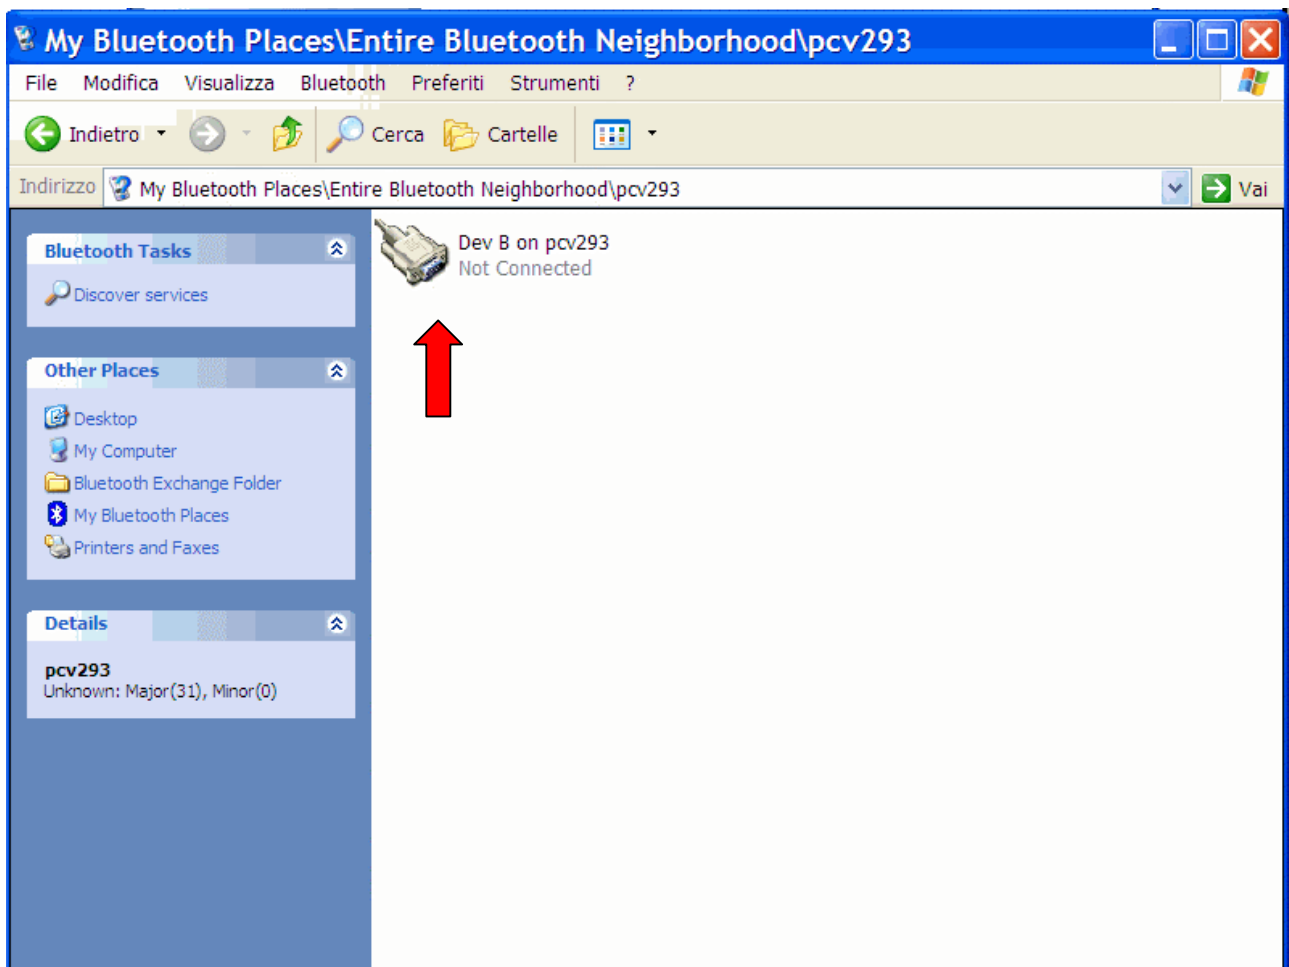 My Bluetooth Places\Entire Bluetooth Neighborhood\pcv293
File Modifica Visualizza Bluetooth Preferiti Strumenti ?
Indietro Cerca Cartelle
Indirizzo My Bluetooth Places\Entire Bluetooth Neighborhood\pcv293 Vai
Bluetooth Tasks
Discover services
Other Places
Desktop
My Computer
Bluetooth Exchange Folder
My Bluetooth Places
Printers and Faxes
Details
pcv293
Unknown: Major(31), Minor(0)
Dev B on pcv293
Not Connected